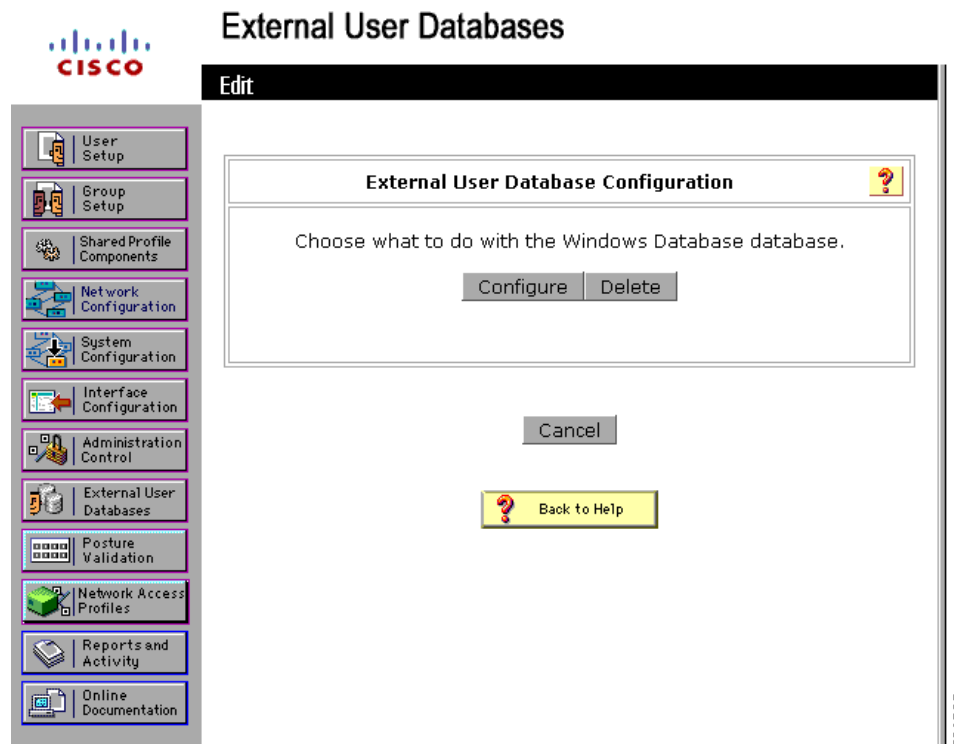 CISCO
External User Databases
Edit
User
Setup
Group
Setup
Shared Profile
Components
Network
Configuration
System
Configuration
Interface
Configuration
Administration
Control
External User
Databases
Posture
Validation
Network Access
Profiles
Reports and
Activity
Online
Documentation
External User Database Configuration
?
Choose what to do with the Windows Database database.
Configure Delete
Cancel
? Back to Help